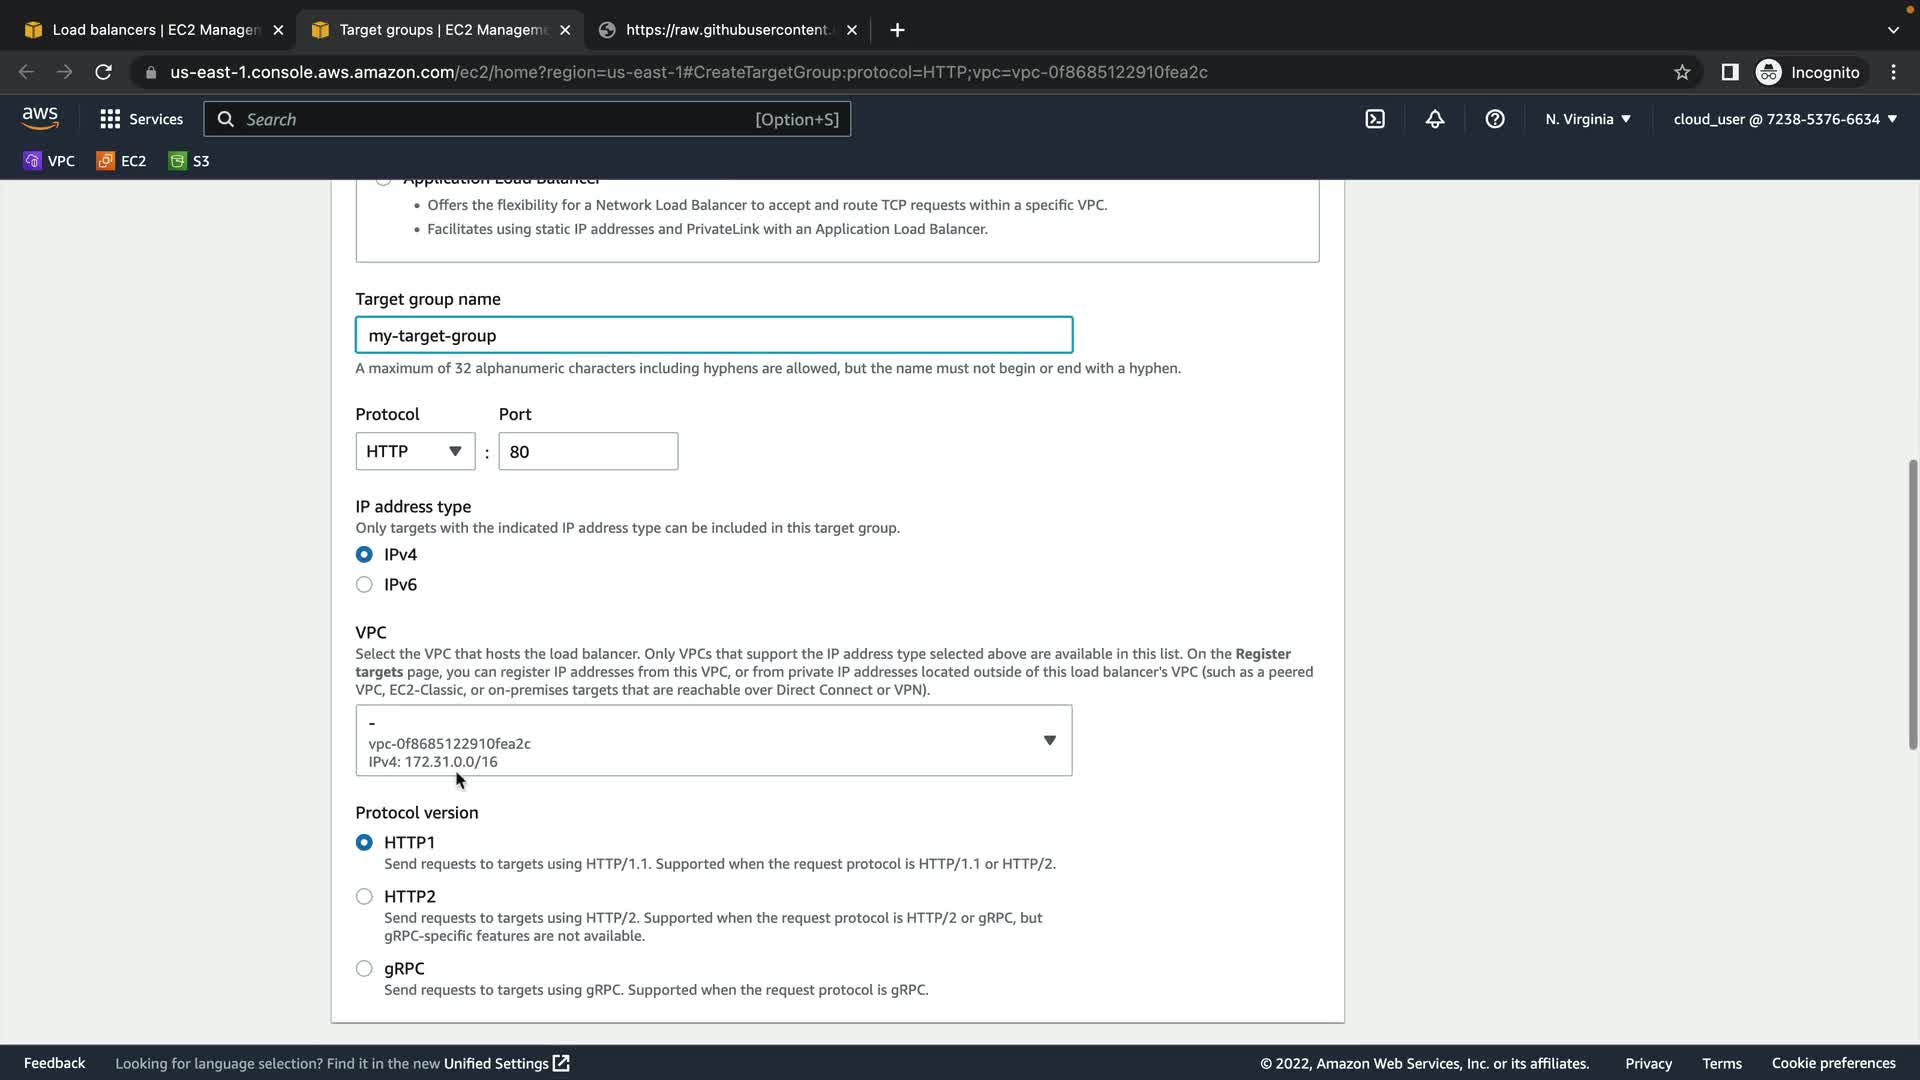 Load balancers | EC2 Managem
Target groups | EC2 Manageme
https://raw.githubusercontent.
us-east-1.console.aws.amazon.com/ec2/home?region=us-east-1#CreateTargetGroup:protocol=HTTP;vpc=vpc-0f8685122910fea2c
Incognito
aws
Services
Search
[Option+S]
N. Virginia
cloud_user @ 7238-5376-6634
VPC
EC2
S3
Application Load Balancer
• Offers the flexibility for a Network Load Balancer to accept and route TCP requests within a specific VPC.
• Facilitates using static IP addresses and PrivateLink with an Application Load Balancer.
Target group name
my-target-group
A maximum of 32 alphanumeric characters including hyphens are allowed, but the name must not begin or end with a hyphen.
Protocol
Port
HTTP
:
80
IP address type
Only targets with the indicated IP address type can be included in this target group.
IPv4
IPv6
VPC
Select the VPC that hosts the load balancer. Only VPCs that support the IP address type selected above are available in this list. On the Register
targets page, you can register IP addresses from this VPC, or from private IP addresses located outside of this load balancer's VPC (such as a peered
VPC, EC2-Classic, or on-premises targets that are reachable over Direct Connect or VPN).
-
vpc-0f8685122910fea2c
IPv4: 172.31.0.0/16
Protocol version
HTTP1
Send requests to targets using HTTP/1.1. Supported when the request protocol is HTTP/1.1 or HTTP/2.
HTTP2
Send requests to targets using HTTP/2. Supported when the request protocol is HTTP/2 or gRPC, but
gRPC-specific features are not available.
gRPC
Send requests to targets using gRPC. Supported when the request protocol is gRPC.
Feedback
Looking for language selection? Find it in the new Unified Settings
© 2022, Amazon Web Services, Inc. or its affiliates.
Privacy
Terms
Cookie preferences